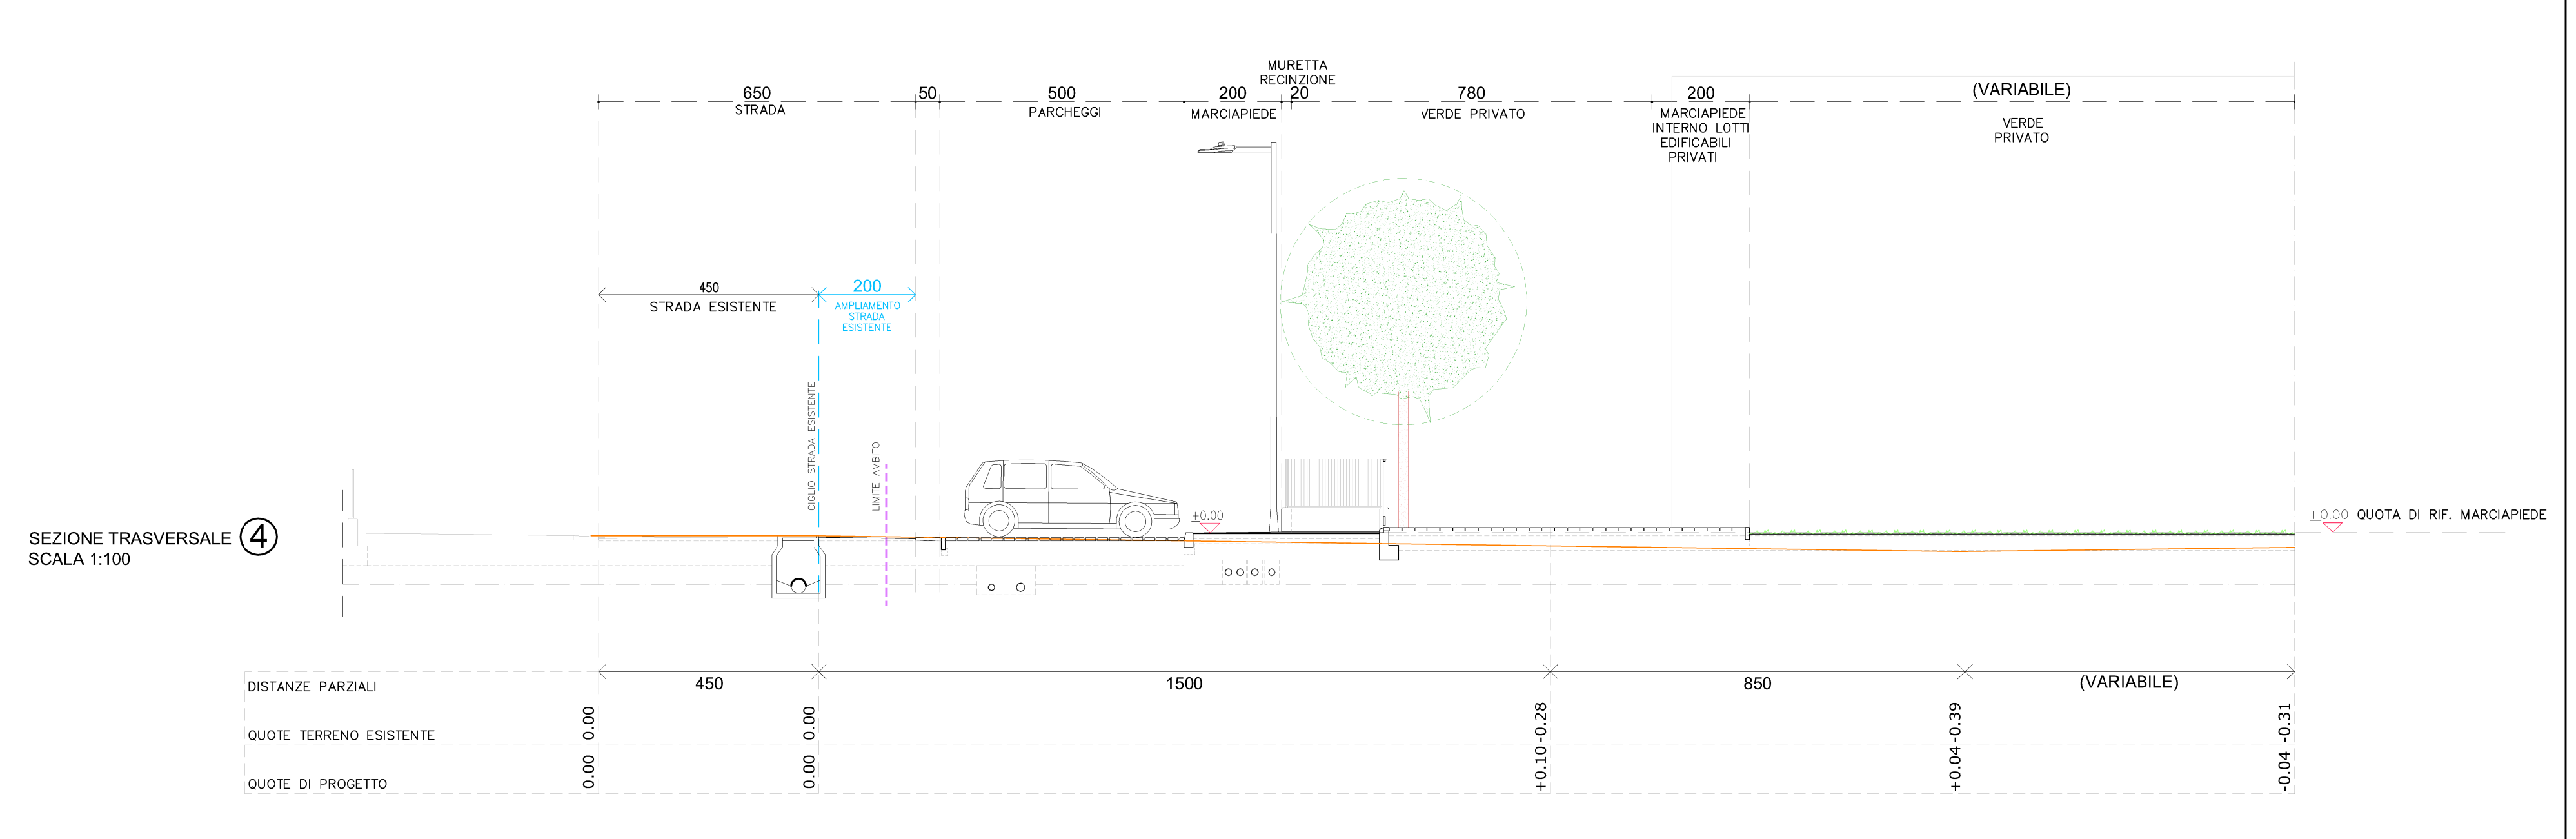 MURETTA
RECINZIONE
650
STRADA
50
500
PARCHEGGI
200
MARCIAPIEDE
20
780
VERDE PRIVATO
200
MARCIAPIEDE
INTERNO LOTTI
EDIFICABILI
PRIVATI
(VARIABILE)
VERDE
PRIVATO
450
STRADA ESISTENTE
200
AMPLIAMENTO
STRADA
ESISTENTE
CIGLIO STRADA ESISTENTE
LIMITE AMBITO
±0.00
±0.00 QUOTA DI RIF. MARCIAPIEDE
SEZIONE TRASVERSALE 4
SCALA 1:100
DISTANZE PARZIALI
450
1500
850
(VARIABILE)
QUOTE TERRENO ESISTENTE
0.00
0.00
-0.28
-0.39
-0.31
QUOTE DI PROGETTO
0.00
0.00
+0.10
+0.04
-0.04